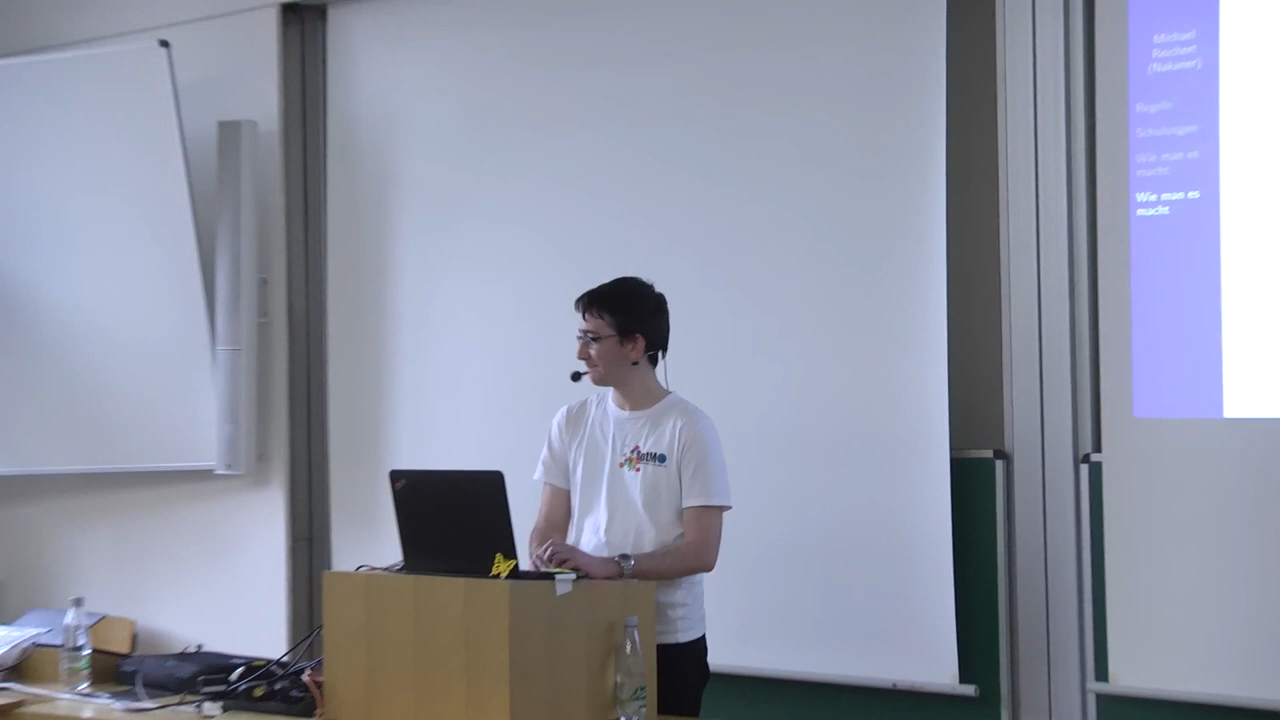 Michael
Reichert
(Nakaner)
Regeln
Schulungen
Wie man es
macht
Wie man es
macht